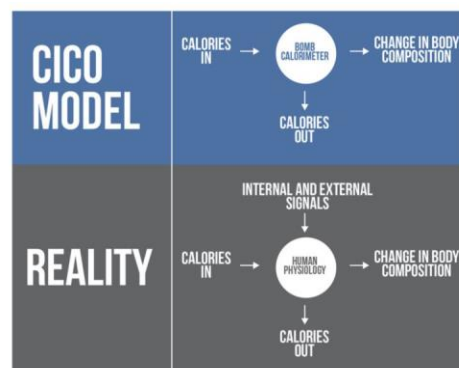 CICO
MODEL
CALORIES
IN
BOMB
CALORIMETER
CHANGE IN BODY
COMPOSITION
CALORIES
OUT
REALITY
INTERNAL AND EXTERNAL
SIGNALS
CALORIES
IN
HUMAN
PHYSIOLOGY
CHANGE IN BODY
COMPOSITION
CALORIES
OUT